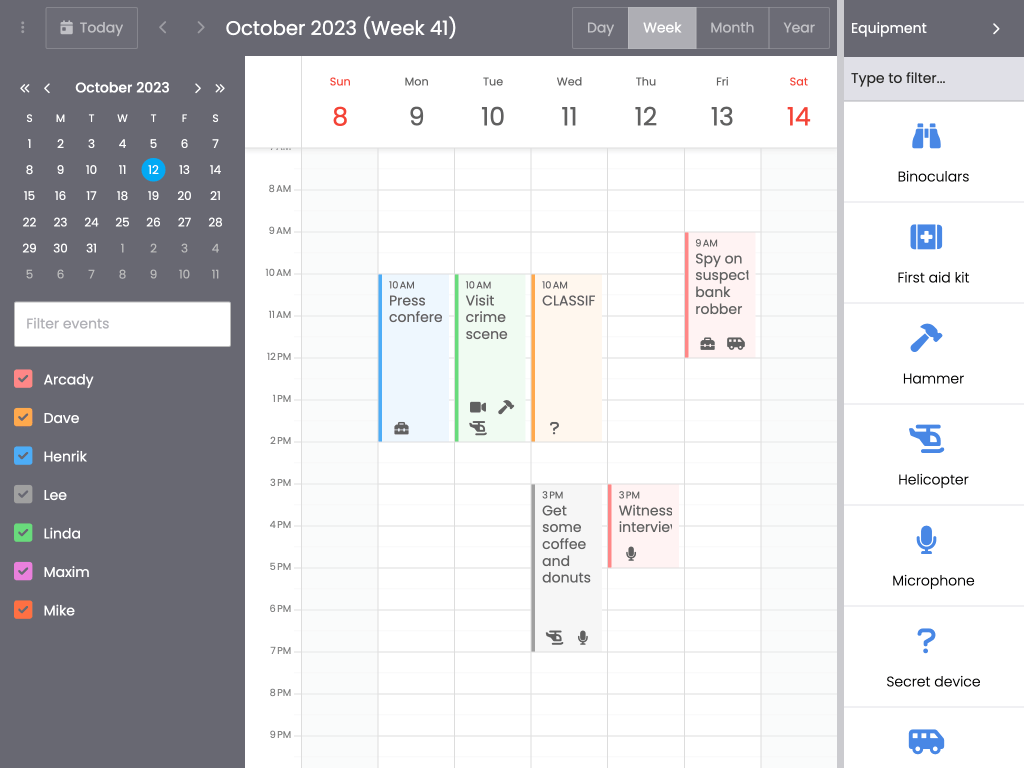 Today
October 2023 (Week 41)
Day Week Month Year
Equipment
October 2023
S M T W T F S
1 2 3 4 5 6 7
8 9 10 11 12 13 14
15 16 17 18 19 20 21
22 23 24 25 26 27 28
29 30 31 1 2 3 4
5 6 7 8 9 10 11
Filter events
Arcady
Dave
Henrik
Lee
Linda
Maxim
Mike
Sun Mon Tue Wed Thu Fri Sat
8 9 10 11 12 13 14
8 AM
9 AM
10 AM
11 AM
12 PM
1 PM
2 PM
3 PM
4 PM
5 PM
6 PM
7 PM
8 PM
9 PM
10 AM
Press
confere
10 AM
Visit
crime
scene
10 AM
CLASSIF
?
3 PM
Get
some
coffee
and
donuts
3 PM
Witness
interview
9 AM
Spy on
suspect
bank
robber
Type to filter...
Binoculars
First aid kit
Hammer
Helicopter
Microphone
?
Secret device